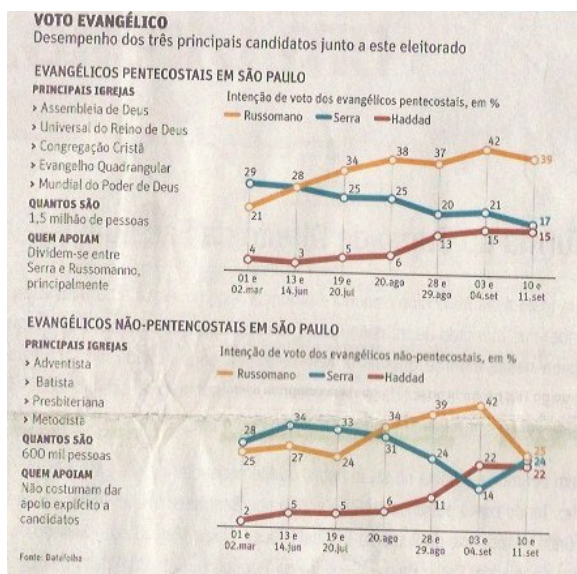 VOTO EVANGÉLICO
Desempenho dos três principais candidatos junto a este eleitorado
EVANGÉLICOS PENTECOSTAIS EM SÃO PAULO
PRINCIPAIS IGREJAS
> Assembleia de Deus
> Universal do Reino de Deus
> Congregação Cristã
> Evangelho Quadrangular
> Mundial do Poder de Deus
QUANTOS SÃO
1,5 milhão de pessoas
QUEM APOIAM
Dividem-se entre
Serra e Russomanno,
principalmente
Intenção de voto dos evangélicos pentecostais, em %
Russomano Serra Haddad
21 28 34 38 37 42 39
29 25 25 20 21 17
4 3 5 6 13 15 15
01 e 02.mar
13 e 14.jun
19 e 20.jul
20.ago
28 e 29.ago
03 e 04.set
10 e 11.set
EVANGÉLICOS NÃO-PENTENCOSTAIS EM SÃO PAULO
PRINCIPAIS IGREJAS
> Adventista
> Batista
> Presbiteriana
> Metodista
QUANTOS SÃO
600 mil pessoas
QUEM APOIAM
Não costumam dar
apoio explícito a
candidatos
Intenção de voto dos evangélicos não-pentecostais, em %
Russomano Serra Haddad
25 27 24 34 39 42 25
28 34 33 31 24 14 24
2 5 5 6 11 22 22
01 e 02.mar
13 e 14.jun
19 e 20.jul
20.ago
28 e 29.ago
03 e 04.set
10 e 11.set
Fonte: Datafolha